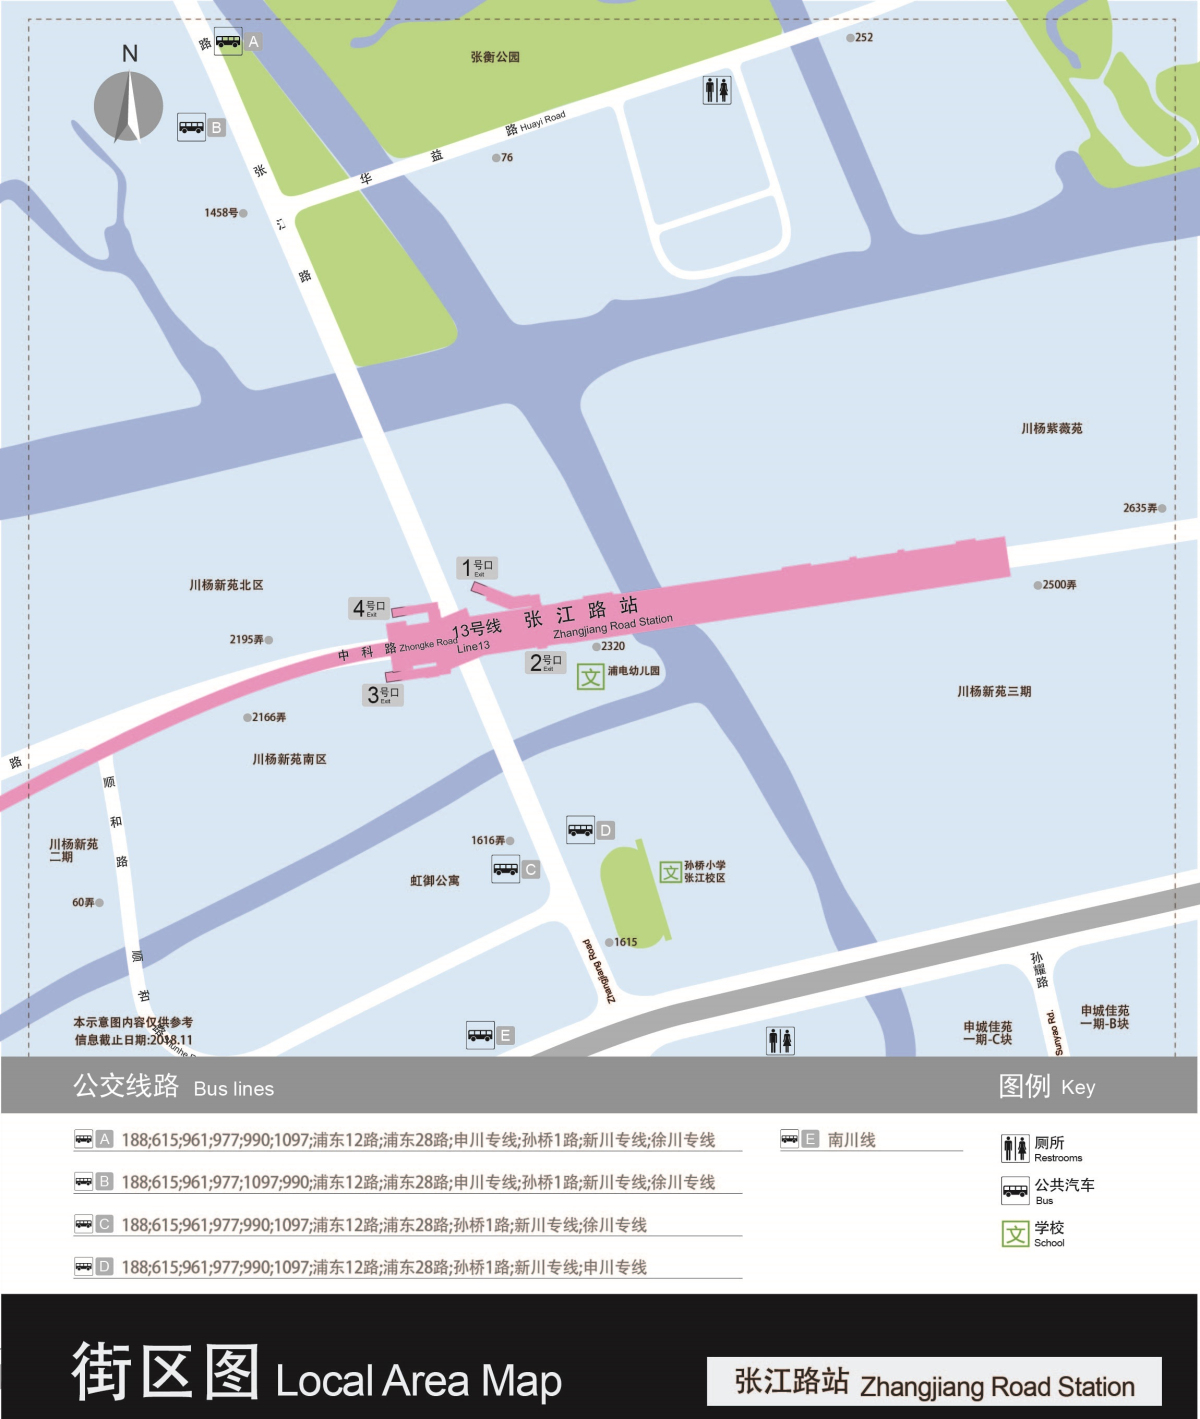 路
A
N
张衡公园
252
B
路 Huayi Road
益
华
76
张
1458号
江
路
川杨紫薇苑
2635弄
1号口
Exit
川杨新苑北区
2500弄
4号口
Exit
13号线
Line13
张江路站
Zhangjiang Road Station
2195弄
中科路 Zhongke Road
2320
2号口
Exit
浦电幼儿园
文
3号口
Exit
川杨新苑三期
2166弄
川杨新苑南区
路
顺
和
路
川杨新苑
二期
1616弄
D
C
虹御公寓
文
孙桥小学
张江校区
60弄
1615
Zhangjiang Road
顺
和
路
孙耀路
Sunyao Rd.
本示意图内容仅供参考
信息截止日期:2018.11
E
申城佳苑
一期-C块
申城佳苑
一期-B块
公交线路 Bus lines
图例 Key
A 188;615;961;977;990;1097;浦东12路;浦东28路;申川专线;孙桥1路;新川专线;徐川专线
E 南川线
B 188;615;961;977;1097;990;浦东12路;浦东28路;申川专线;孙桥1路;新川专线;徐川专线
C 188;615;961;977;990;1097;浦东12路;浦东28路;孙桥1路;新川专线;徐川专线
D 188;615;961;977;990;1097;浦东12路;浦东28路;孙桥1路;新川专线;申川专线
厕所
Restrooms
公共汽车
Bus
文
学校
School
街区图 Local Area Map
张江路站 Zhangjiang Road Station